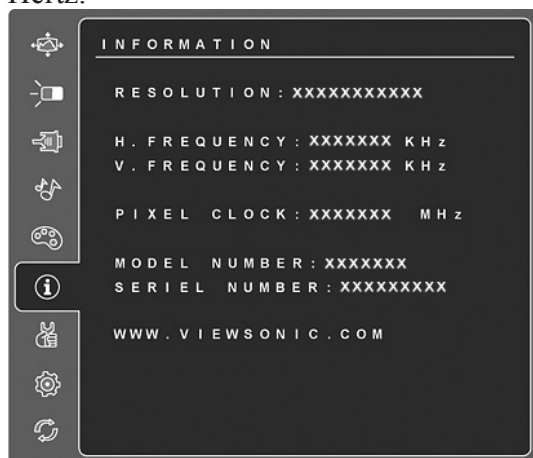 INFORMATION
RESOLUTION: XXXXXXXXXXX
H. FREQUENCY: XXXXXXX KHz
V. FREQUENCY: XXXXXXX KHz
PIXEL CLOCK: XXXXXXX MHz
MODEL NUMBER: XXXXXXX
SERIEL NUMBER: XXXXXXXXX
WWW.VIEWSONIC.COM